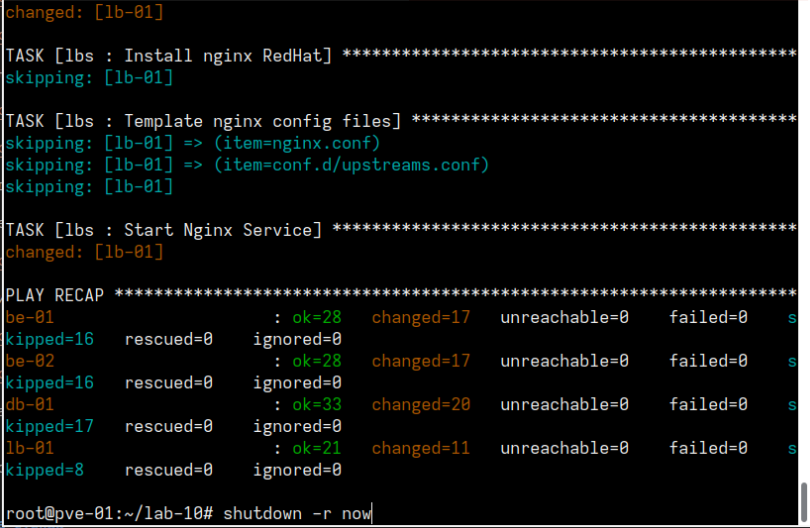 changed: [lb-01]
TASK [lbs : Install nginx RedHat] **********************************************
skipping: [lb-01]
TASK [lbs : Template nginx config files] ***************************************
skipping: [lb-01] => (item=nginx.conf)
skipping: [lb-01] => (item=conf.d/upstreams.conf)
skipping: [lb-01]
TASK [lbs : Start Nginx Service] ***********************************************
changed: [lb-01]
PLAY RECAP *********************************************************************
be-01                      : ok=28   changed=17   unreachable=0    failed=0    s
kipped=16   rescued=0    ignored=0
be-02                      : ok=28   changed=17   unreachable=0    failed=0    s
kipped=16   rescued=0    ignored=0
db-01                      : ok=33   changed=20   unreachable=0    failed=0    s
kipped=17   rescued=0    ignored=0
lb-01                      : ok=21   changed=11   unreachable=0    failed=0    s
kipped=8    rescued=0    ignored=0
root@pve-01:~/lab-10# shutdown -r now